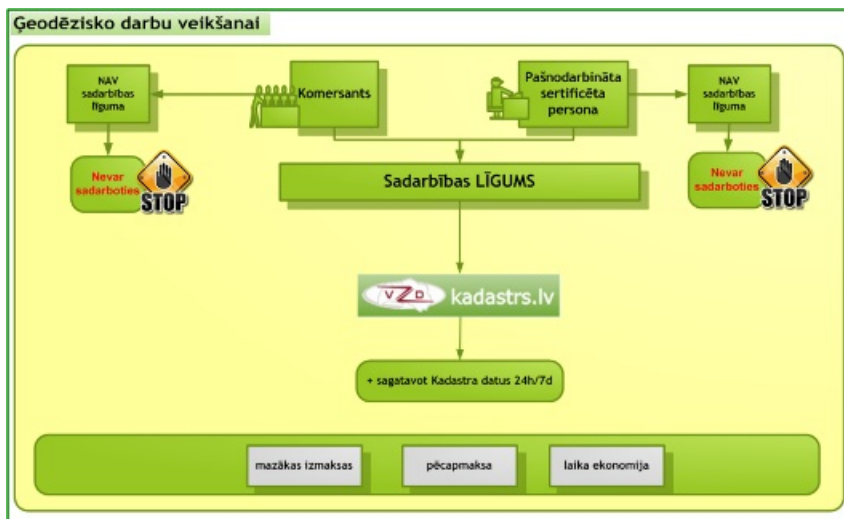 Ģeodēzisko darbu veikšanai
NAV
sadarbības
līguma
Komersants
Pašnodarbināta
sertificēta
persona
NAV
sadarbības
līguma
Nevar
sadarboties
STOP
Sadarbības LĪGUMS
Nevar
sadarboties
STOP
VZD kadastrs.lv
+ sagatavot Kadastra datus 24h/7d
mazākas izmaksas
pēcapmaksa
laika ekonomija